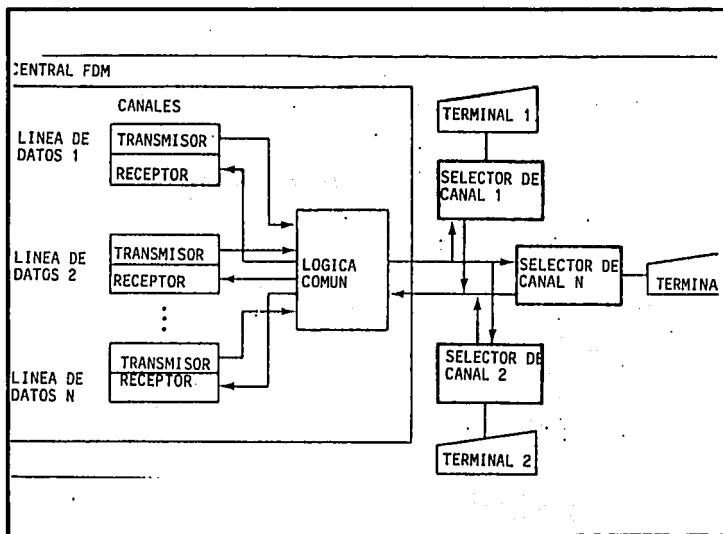 CENTRAL FDM
CANALES
LINEA DE
DATOS 1
TRANSMISOR
RECEPTOR
LINEA DE
DATOS 2
TRANSMISOR
RECEPTOR
LINEA DE
DATOS N
TRANSMISOR
RECEPTOR
LOGICA
COMUN
TERMINAL 1
SELECTOR DE
CANAL 1
SELECTOR DE
CANAL N
TERMINA
SELECTOR DE
CANAL 2
TERMINAL 2